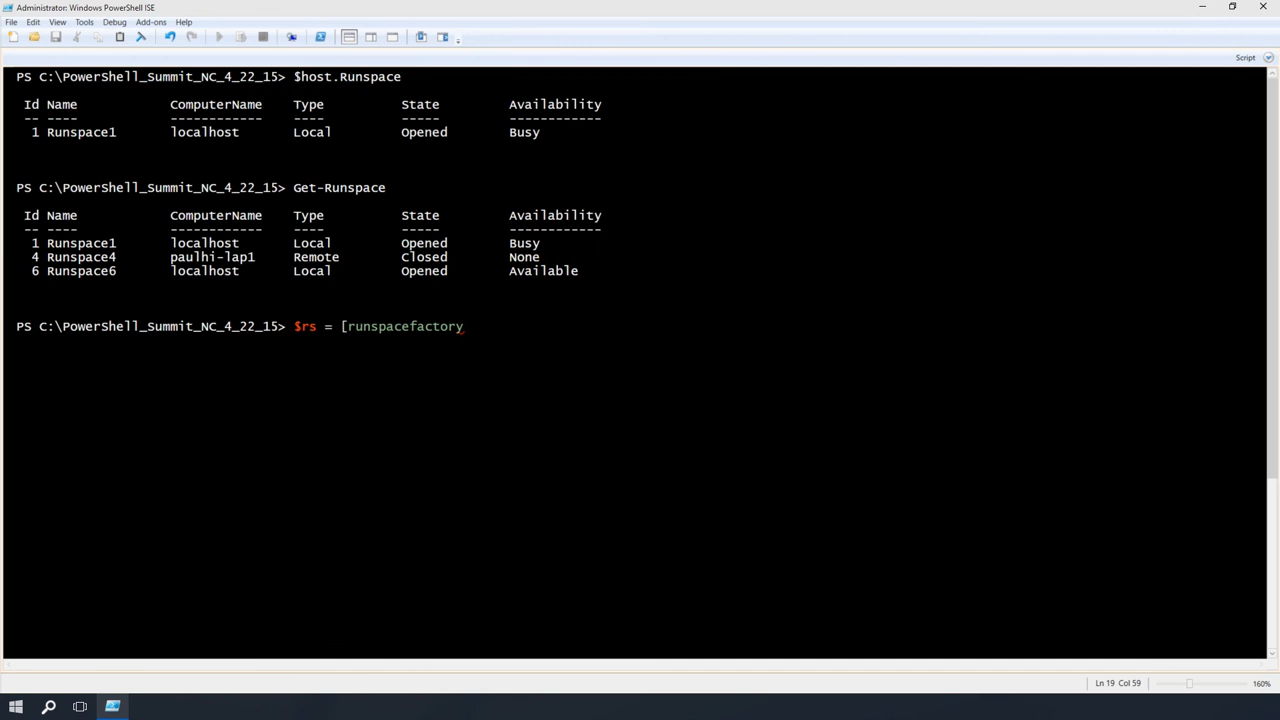 Administrator: Windows PowerShell ISE
File Edit View Tools Debug Add-ons Help
Script
PS C:\PowerShell_Summit_NC_4_22_15> $host.Runspace
Id Name ComputerName Type State Availability
-- ---- ------------ ---- ----- ------------
1 Runspace1 localhost Local Opened Busy
PS C:\PowerShell_Summit_NC_4_22_15> Get-Runspace
Id Name ComputerName Type State Availability
-- ---- ------------ ---- ----- ------------
1 Runspace1 localhost Local Opened Busy
4 Runspace4 paulhi-lap1 Remote Closed None
6 Runspace6 localhost Local Opened Available
PS C:\PowerShell_Summit_NC_4_22_15> $rs = [runspacefactory
Ln 19 Col 59 160%